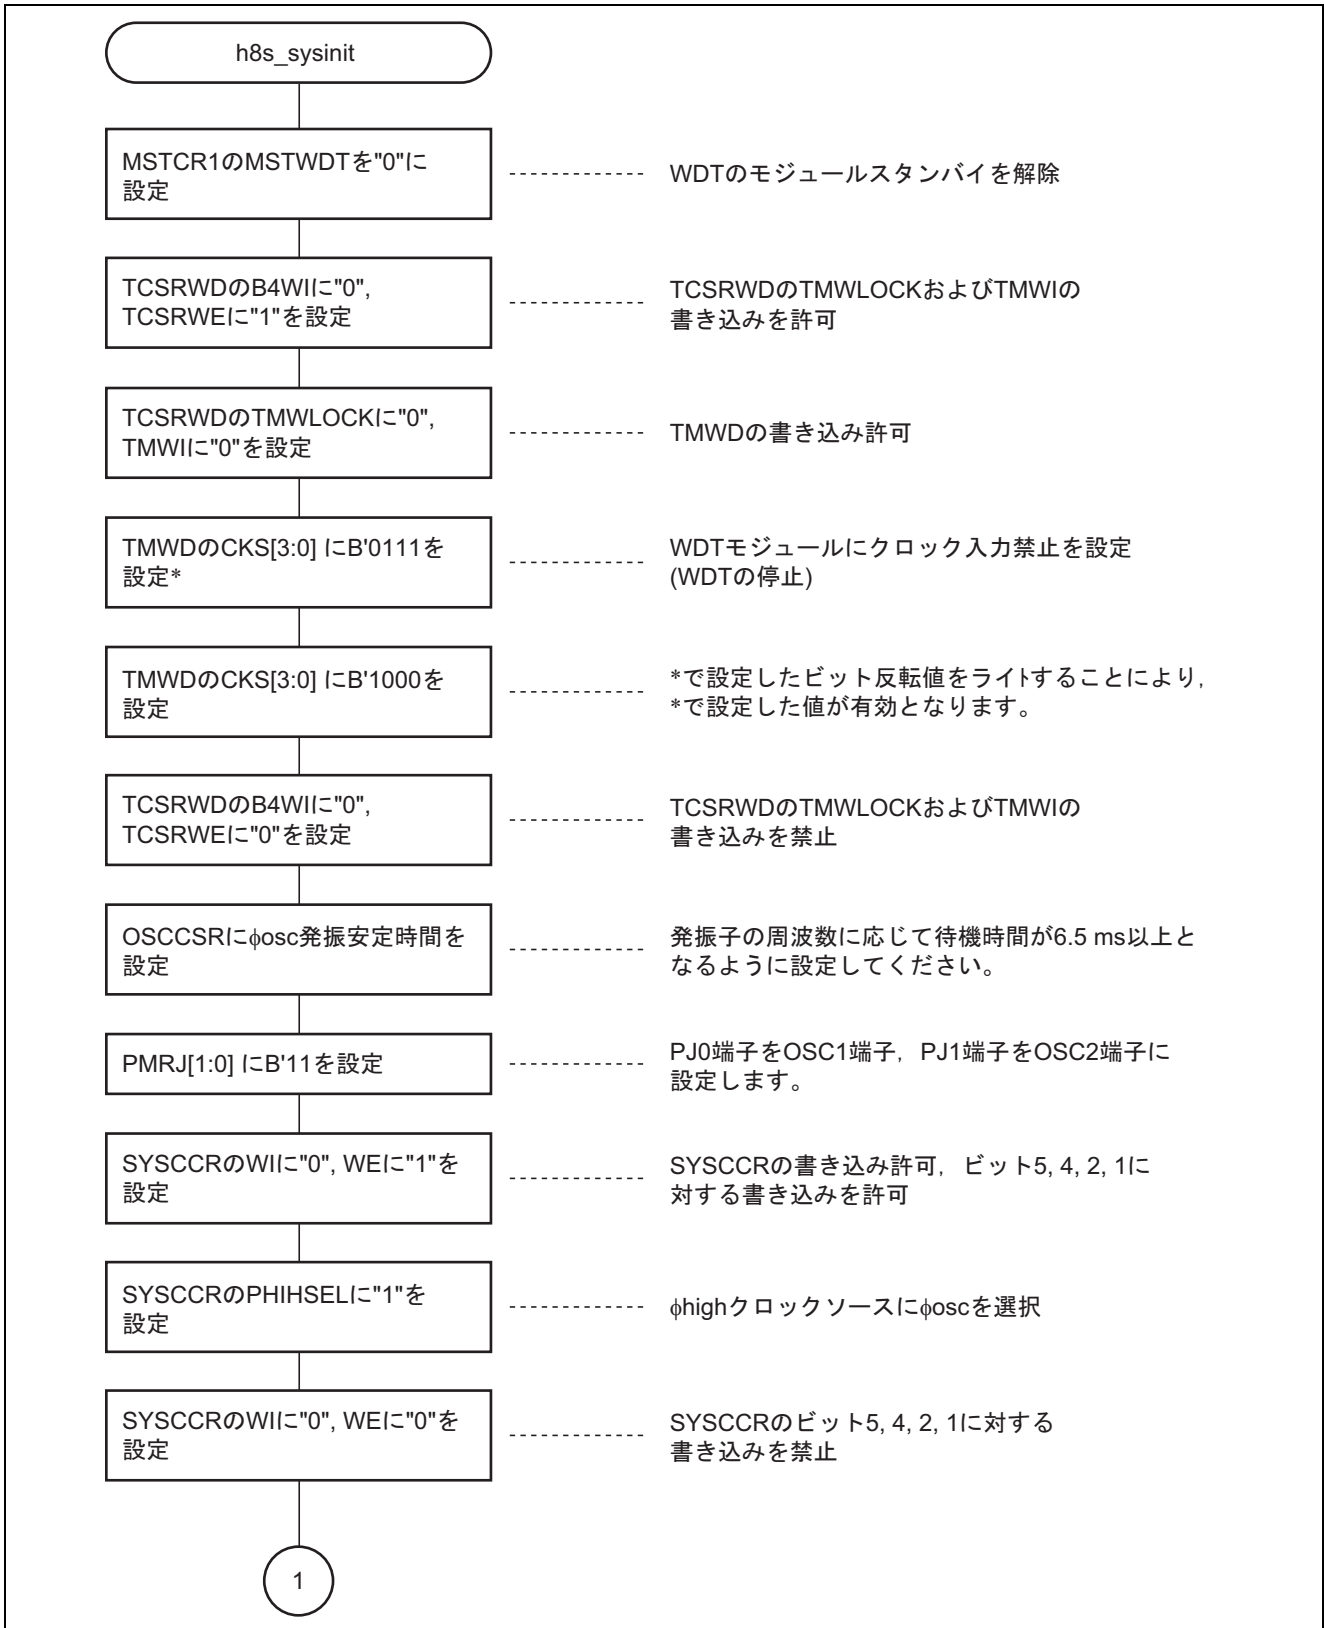 h8s_sysinit
MSTCR1のMSTWDTを"0"に
設定
WDTのモジュールスタンバイを解除
TCSRWDのB4WIに"0",
TCSRWEに"1"を設定
TCSRWDのTMWLOCKおよびTMWIの
書き込みを許可
TCSRWDのTMWLOCKに"0",
TMWIに"0"を設定
TMWDの書き込み許可
TMWDのCKS[3:0] にB'0111を
設定*
WDTモジュールにクロック入力禁止を設定
(WDTの停止)
TMWDのCKS[3:0] にB'1000を
設定
*で設定したビット反転値をライトすることにより,
*で設定した値が有効となります。
TCSRWDのB4WIに"0",
TCSRWEに"0"を設定
TCSRWDのTMWLOCKおよびTMWIの
書き込みを禁止
OSCCSRにφosc発振安定時間を
設定
発振子の周波数に応じて待機時間が6.5 ms以上と
なるように設定してください。
PMRJ[1:0] にB'11を設定
PJ0端子をOSC1端子, PJ1端子をOSC2端子に
設定します。
SYSCCRのWIに"0", WEに"1"を
設定
SYSCCRの書き込み許可, ビット5, 4, 2, 1に
対する書き込みを許可
SYSCCRのPHIHSELに"1"を
設定
φhighクロックソースにφoscを選択
SYSCCRのWIに"0", WEに"0"を
設定
SYSCCRのビット5, 4, 2, 1に対する
書き込みを禁止
1